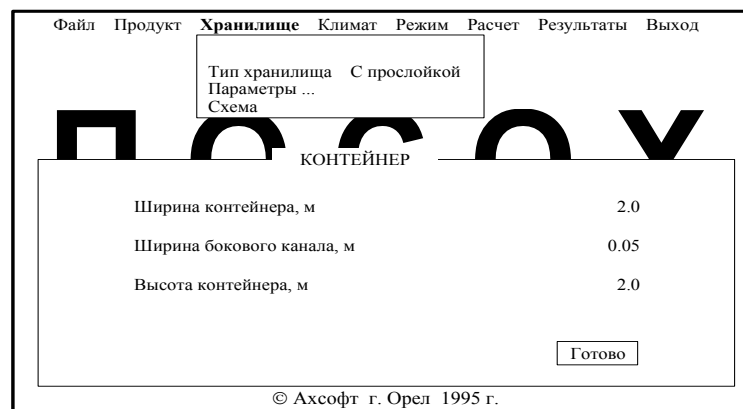 Файл Продукт Хранилище Климат Режим Расчет Результаты Выход
Тип хранилища С прослойкой
Параметры ...
Схема
ПОСОХ
КОНТЕЙНЕР
Ширина контейнера, м 2.0
Ширина бокового канала, м 0.05
Высота контейнера, м 2.0
Готово
© Ахсофт г. Орел 1995 г.